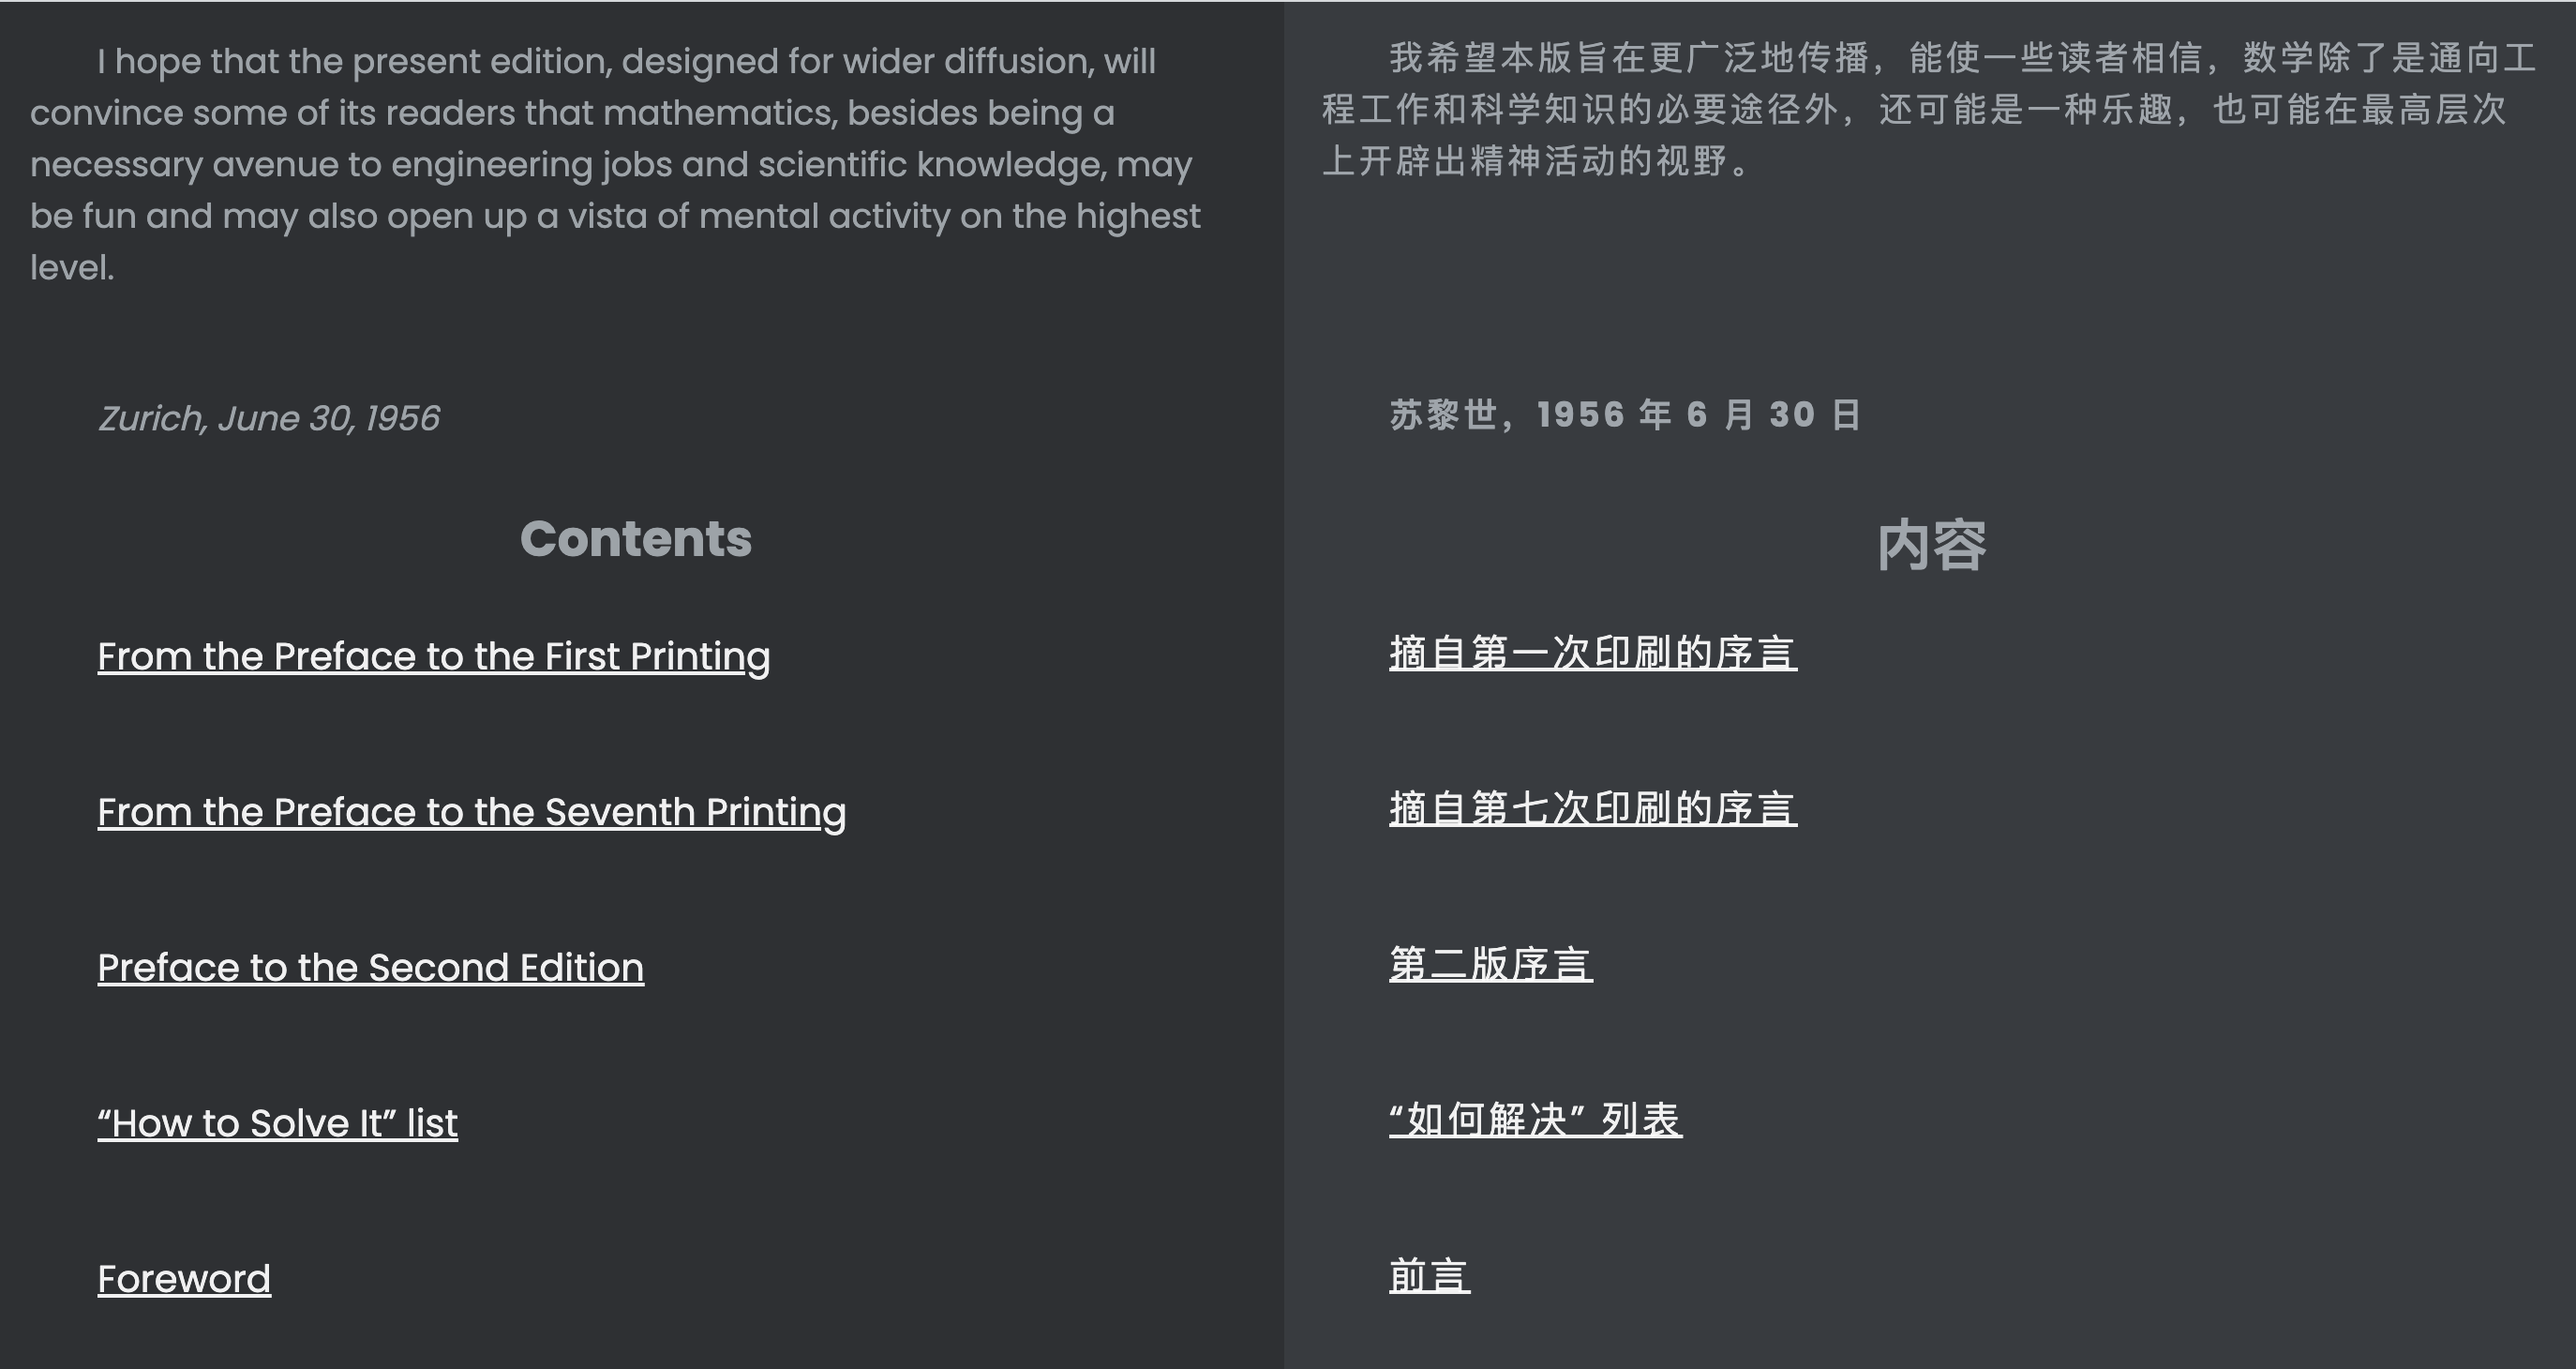 I hope that the present edition, designed for wider diffusion, will
convince some of its readers that mathematics, besides being a
necessary avenue to engineering jobs and scientific knowledge, may
be fun and may also open up a vista of mental activity on the highest
level.
Zurich, June 30, 1956
Contents
From the Preface to the First Printing
From the Preface to the Seventh Printing
Preface to the Second Edition
“How to Solve It” list
Foreword
我希望本版旨在更广泛地传播，能使一些读者相信，数学除了是通向工
程工作和科学知识的必要途径外，还可能是一种乐趣，也可能在最高层次
上开辟出精神活动的视野。
苏黎世，1956 年 6 月 30 日
内容
摘自第一次印刷的序言
摘自第七次印刷的序言
第二版序言
“如何解决” 列表
前言